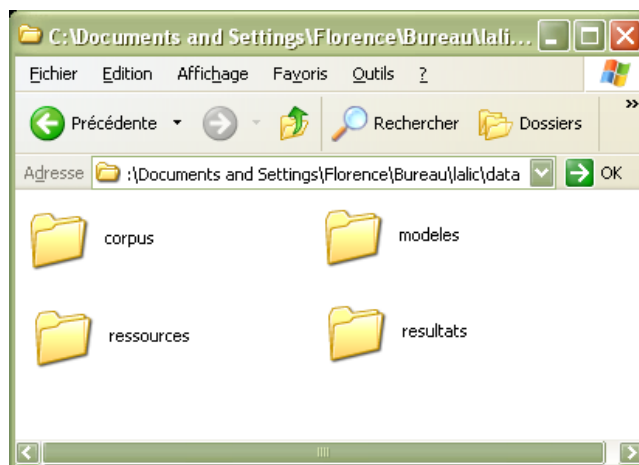 C:\Documents and Settings\Florence\Bureau\lali...
Fichier Edition Affichage Favoris Outils ?
Précédente Rechercher Dossiers »
Adresse :\Documents and Settings\Florence\Bureau\lalic\data OK
corpus modeles
ressources resultats